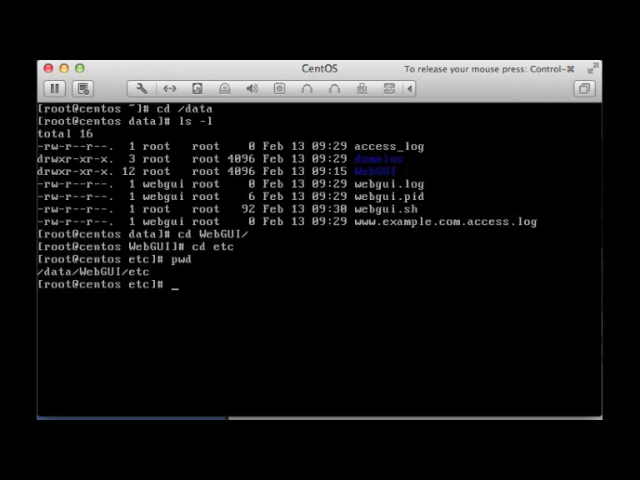 CentOS
To release your mouse press: Control-⌘
[root@centos ~]# cd /data
[root@centos data]# ls -l
total 16
-rw-r--r--. 1 root root 0 Feb 13 09:29 access_log
drwxr-xr-x. 3 root root 4096 Feb 13 09:29 domains
drwxr-xr-x. 12 root root 4096 Feb 13 09:15 WebGUI
-rw-r--r--. 1 webgui webgui 0 Feb 13 09:29 webgui.log
-rw-r--r--. 1 webgui webgui 6 Feb 13 09:29 webgui.pid
-rw-r--r--. 1 root root 92 Feb 13 09:30 webgui.sh
-rw-r--r--. 1 webgui webgui 0 Feb 13 09:29 www.example.com.access.log
[root@centos data]# cd WebGUI/
[root@centos WebGUI]# cd etc
[root@centos etc]# pwd
/data/WebGUI/etc
[root@centos etc]# _